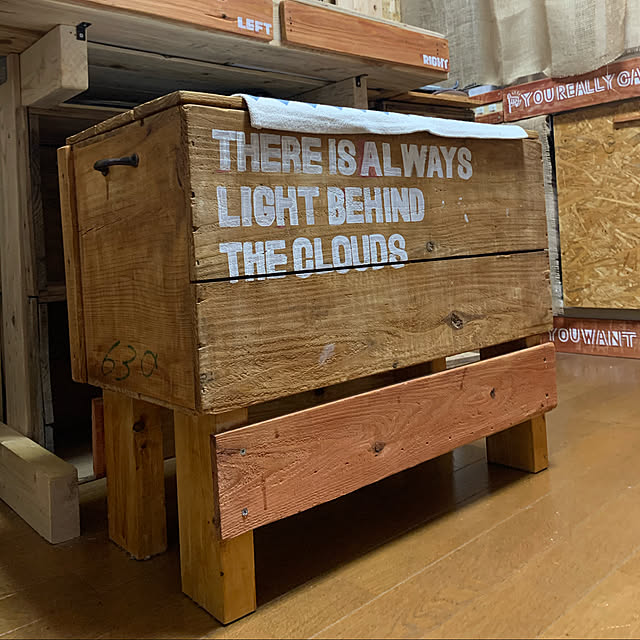 LEFT
RIGHT
YOU REALLY CA
THERE IS ALWAYS
LIGHT BEHIND
THE CLOUDS
YOU WANT
630